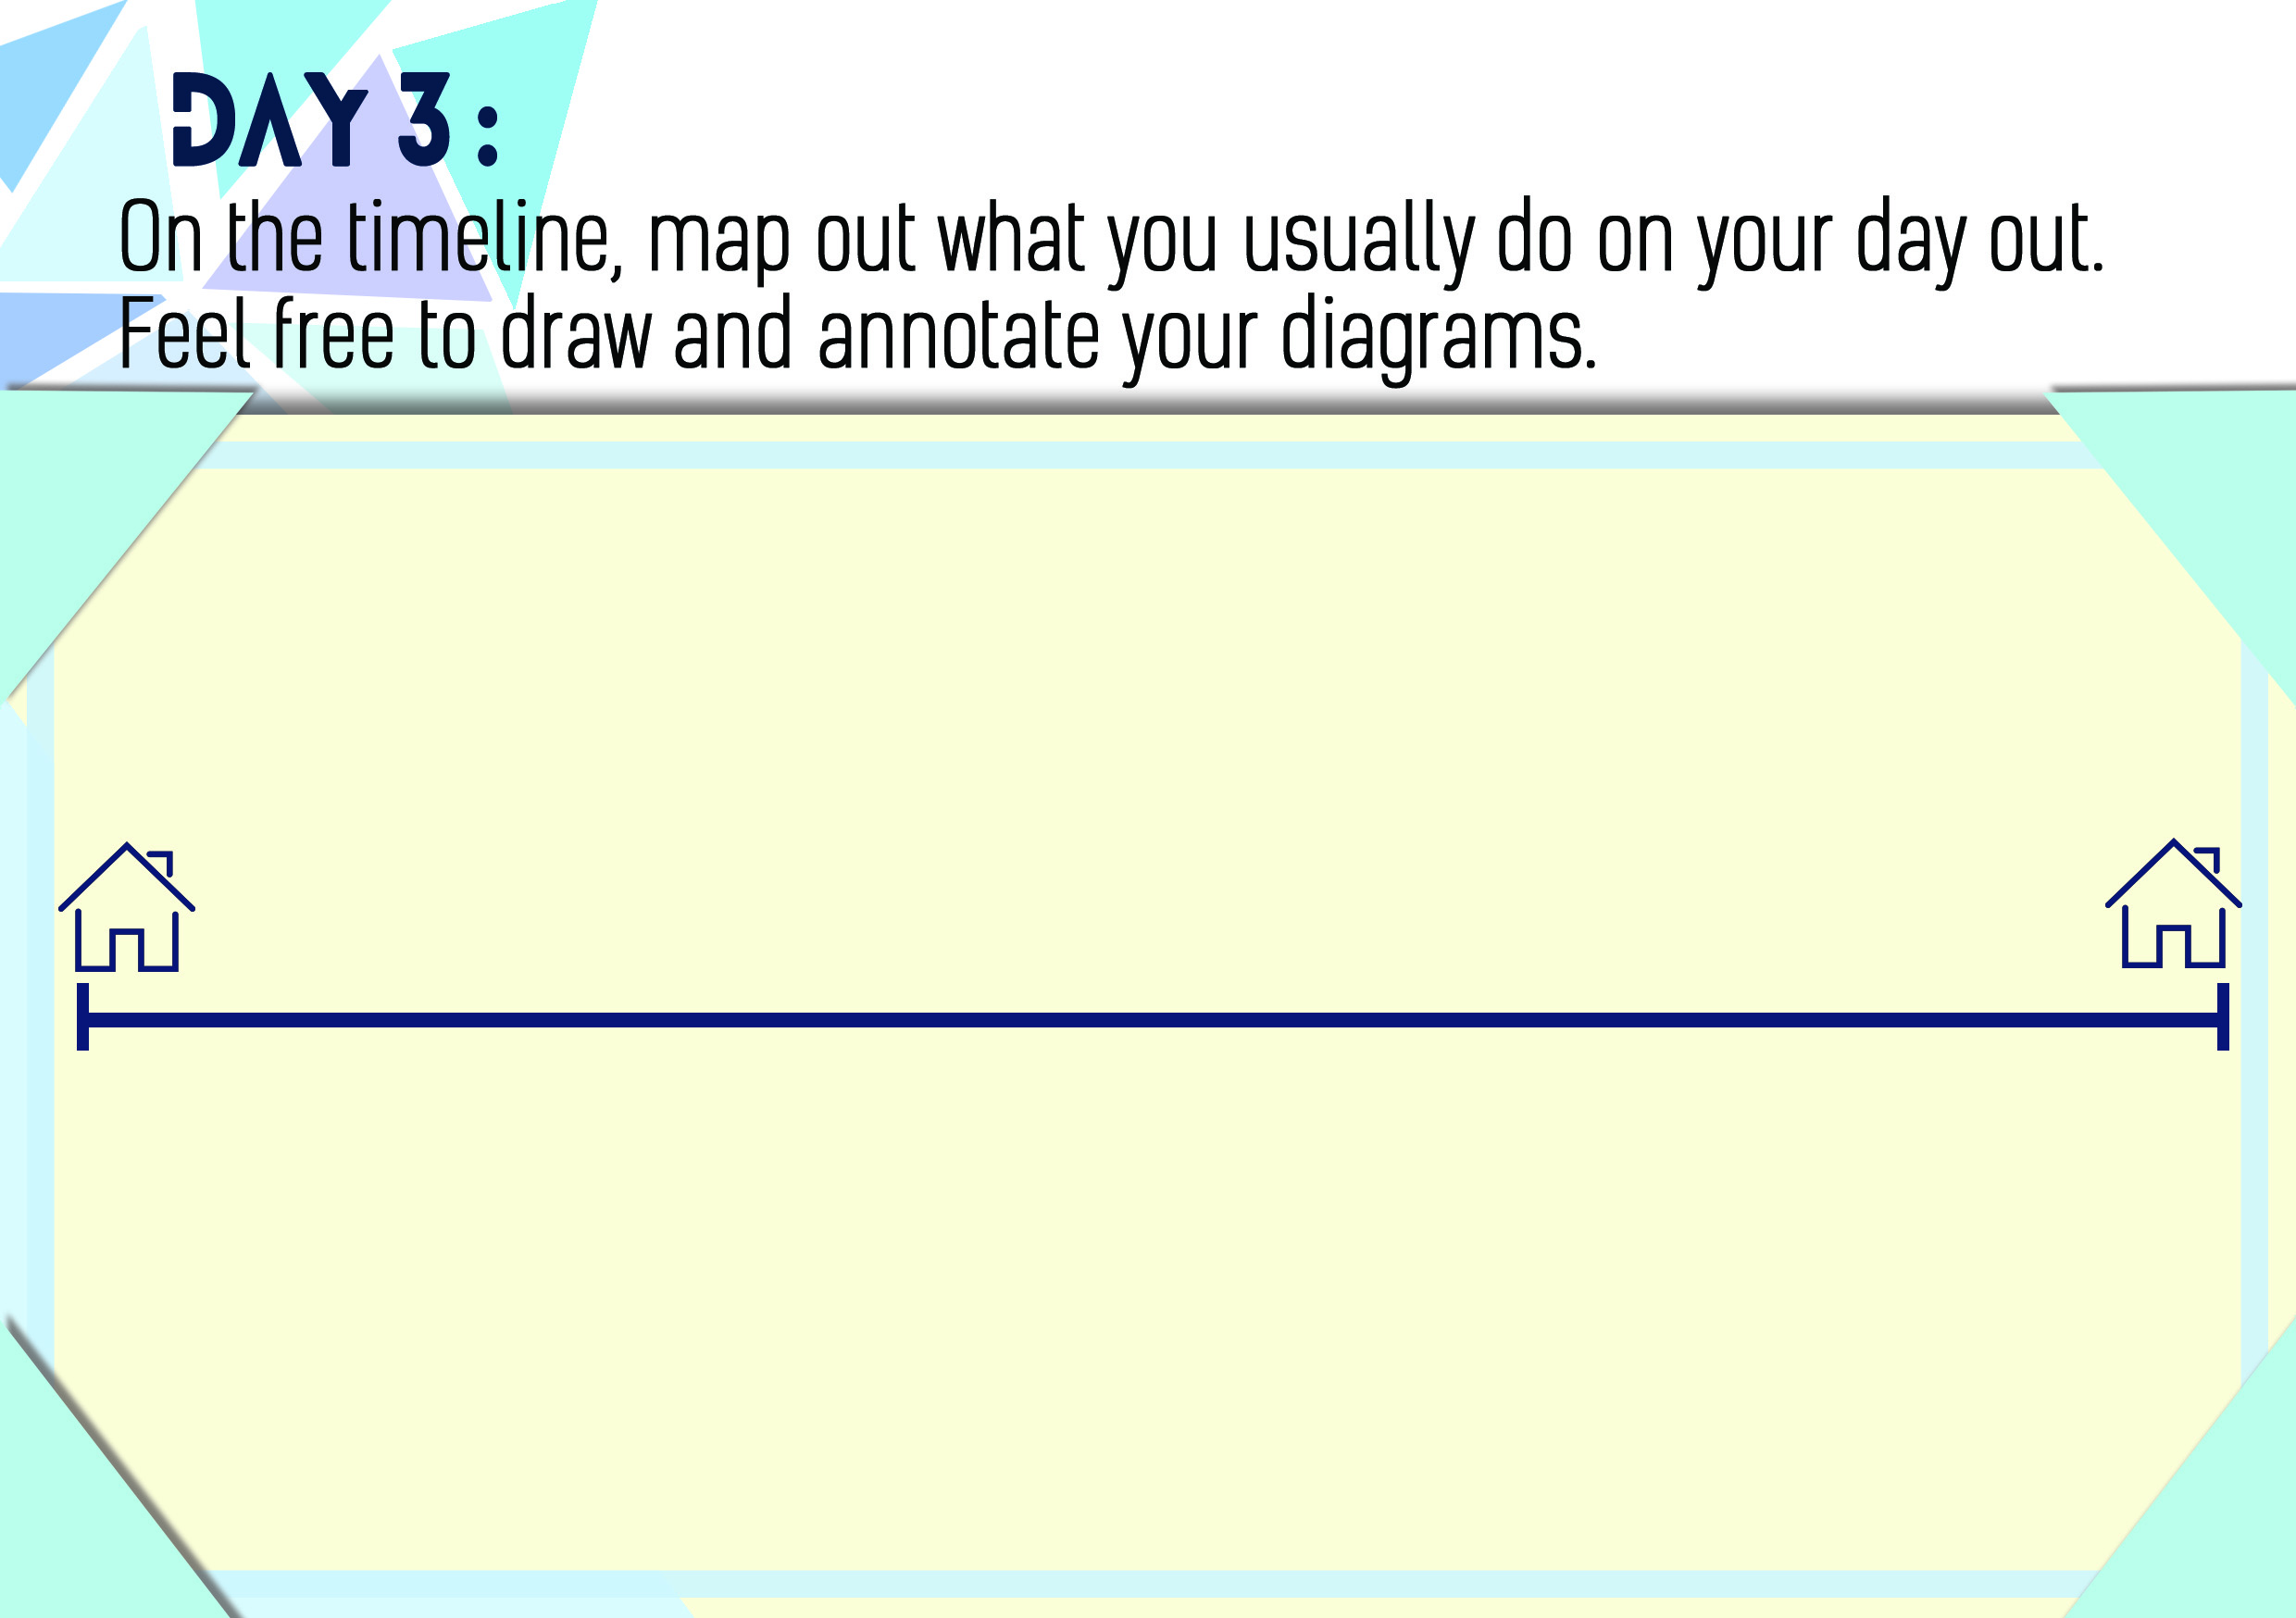 DAY 3 :
On the timeline, map out what you usually do on your day out.
Feel free to draw and annotate your diagrams.